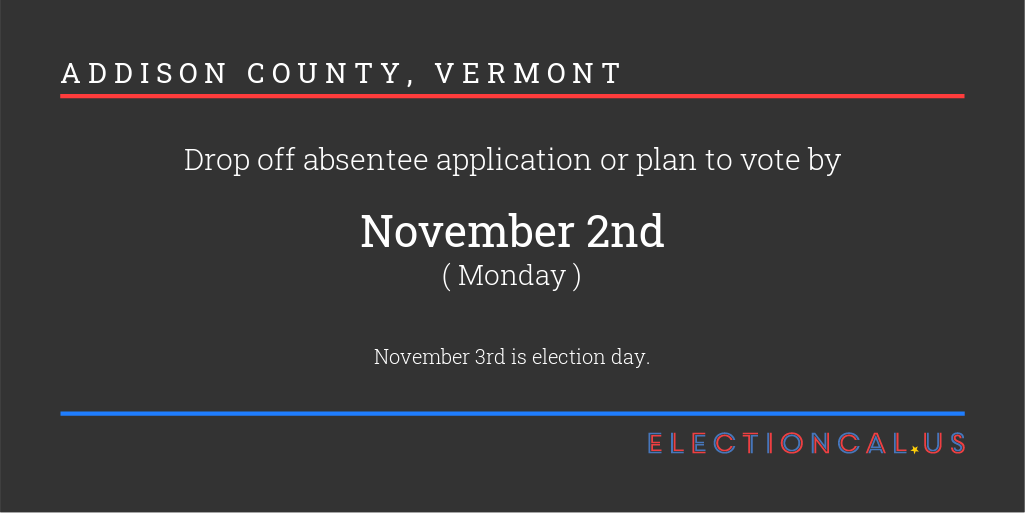 ADDISON COUNTY, VERMONT
Drop off absentee application or plan to vote by
November 2nd
( Monday )
November 3rd is election day.
ELECTIONCAL.US